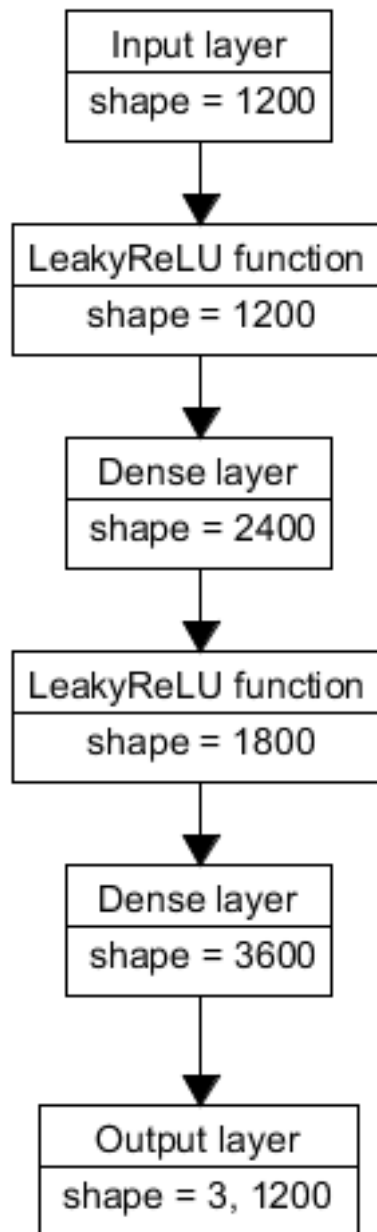 Input layer
shape = 1200
LeakyReLU function
shape = 1200
Dense layer
shape = 2400
LeakyReLU function
shape = 1800
Dense layer
shape = 3600
Output layer
shape = 3, 1200